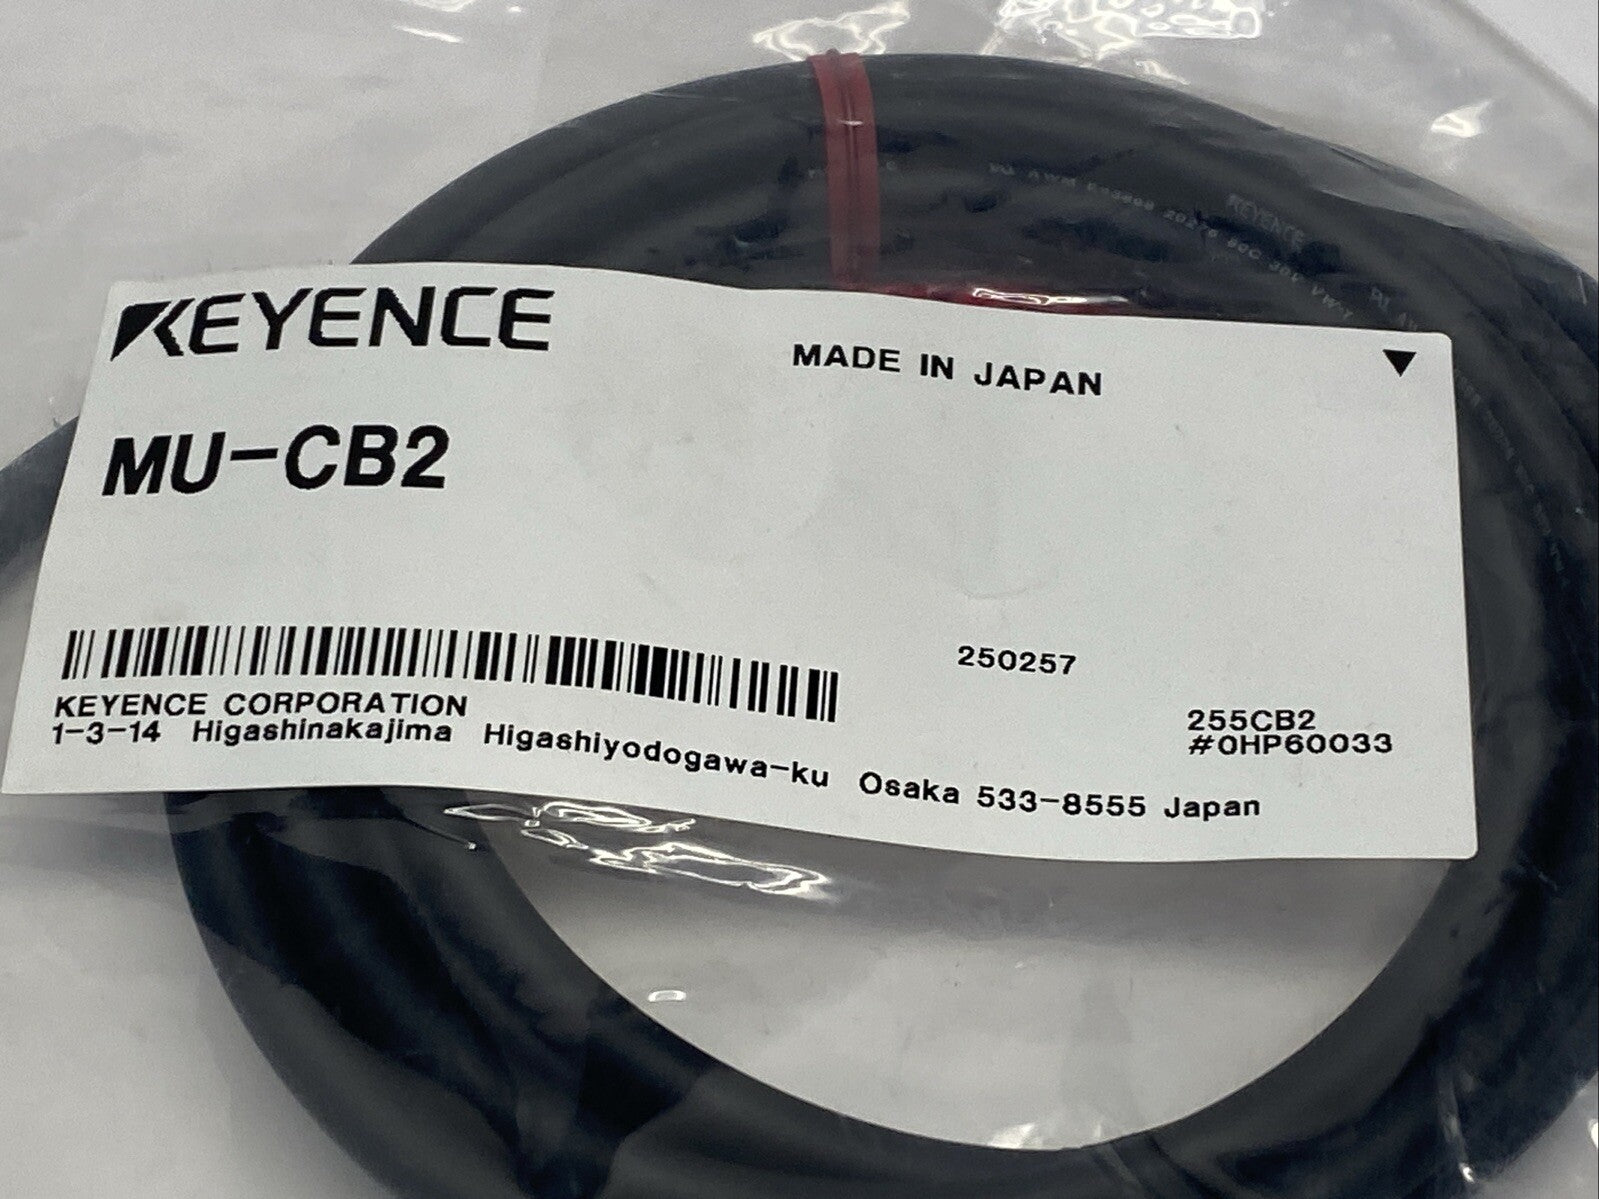 KEYENCE
KEYENCE
MADE IN JAPAN
MU-CB2
250257
KEYENCE CORPORATION
255CB2
1-3-14 Higashinakajima Higashiyodogawa-ku Osaka 533-8555 Japan
#0HP60033